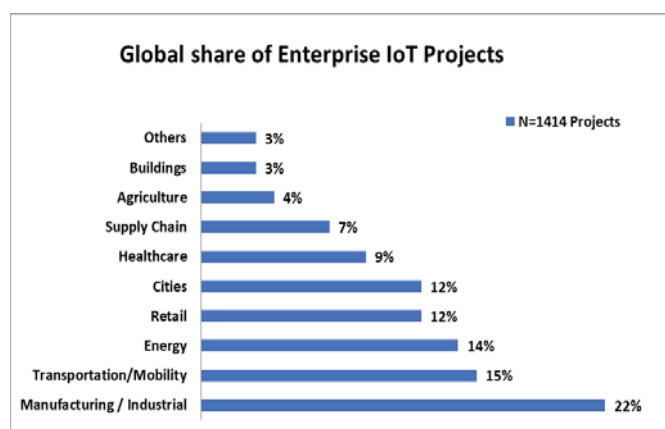 Global share of Enterprise IoT Projects
N=1414 Projects
Others 3%
Buildings 3%
Agriculture 4%
Supply Chain 7%
Healthcare 9%
Cities 12%
Retail 12%
Energy 14%
Transportation/Mobility 15%
Manufacturing / Industrial 22%